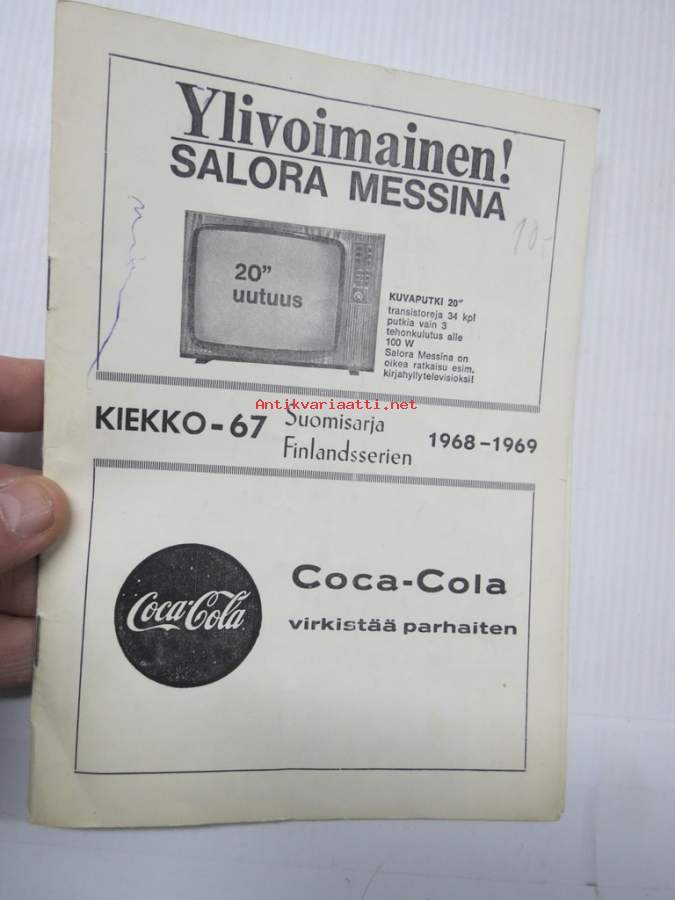 Ylivoimainen!
SALORA MESSINA
10:-
20”
uutuus
KUVAPUTKI 20”
transistoreja 34 kpl
putkia vain 3
tehonkulutus alle
100 W
Salora Messina on
oikea ratkaisu esim.
kirjahyllytelevisioksi!
Antikvariaatti.net
KIEKKO-67
Suomisarja
Finlandsserien
1968-1969
Coca-Cola
Coca-Cola
virkistää parhaiten